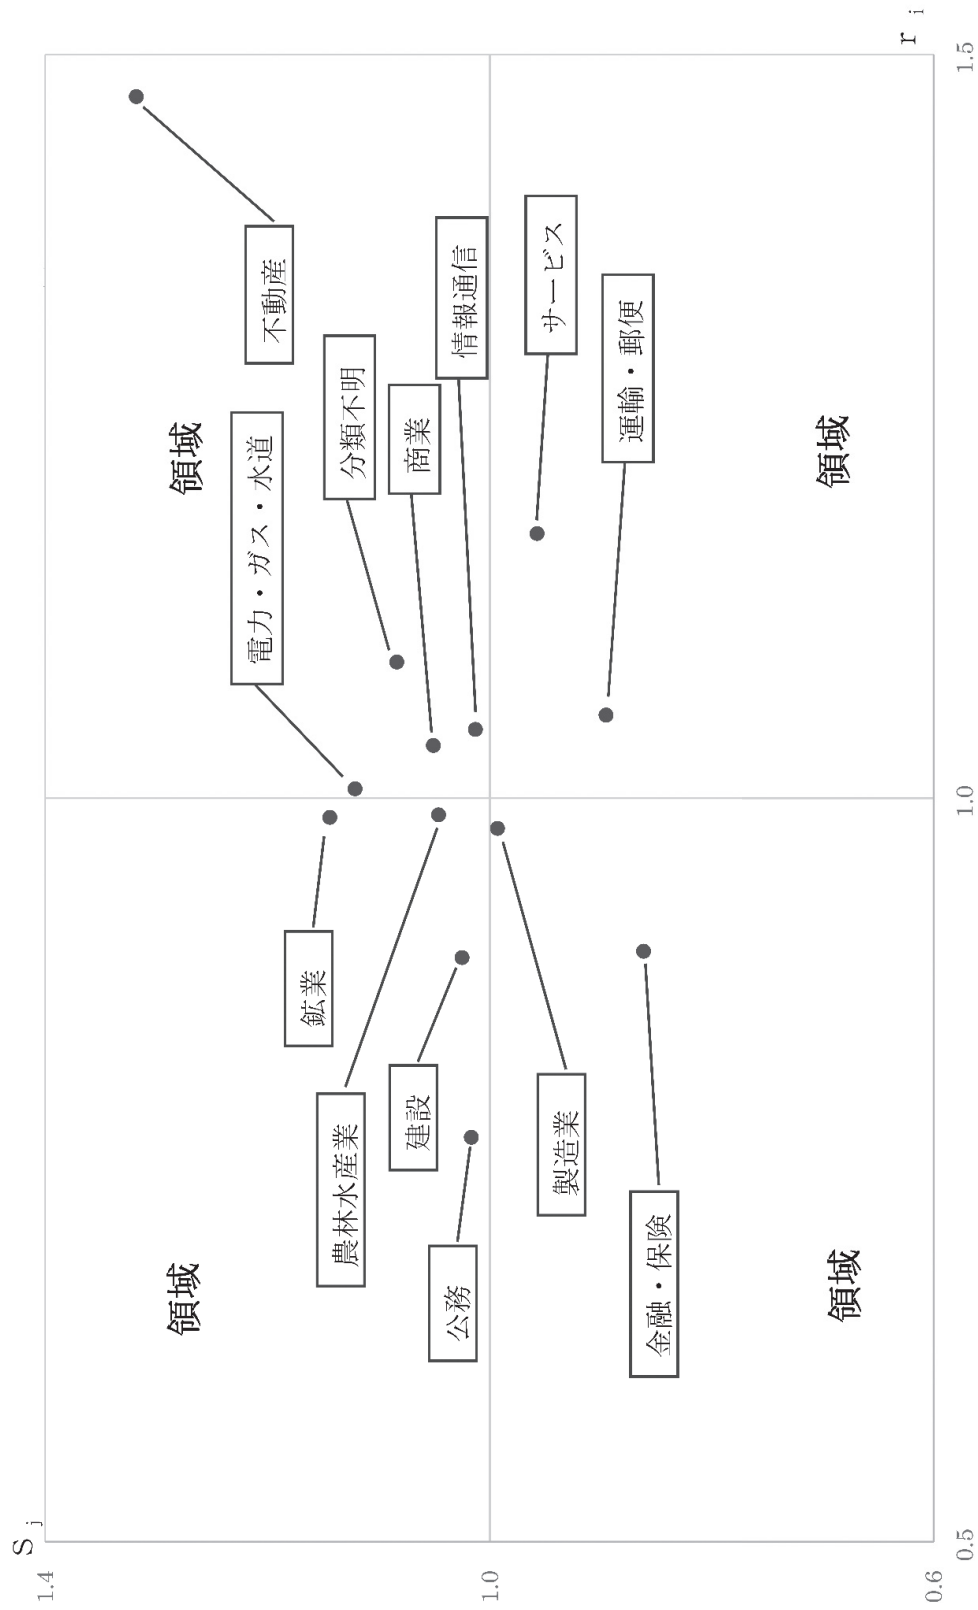 S j
1.4
1.0
0.6
領域
領域
不動産
電力・ガス・水道
分類不明
鉱業
商業
農林水産業
情報通信
建設
公務
サービス
製造業
運輸・郵便
金融・保険
領域
領域
r i
0.5
1.0
1.5